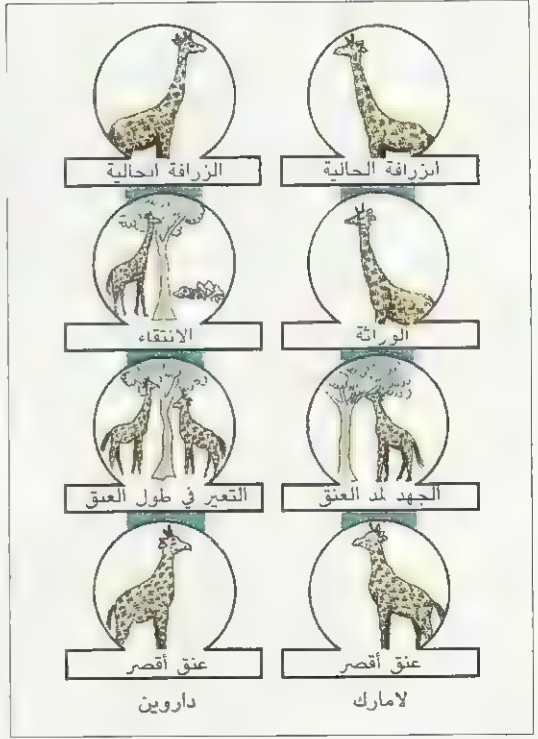 الزرافة الحالية
الزرافة الحالية
الوراثة
الانتقاء
الجهد لمد العنق
التغير في طول العنق
عنق أقصر
عنق أقصر
لامارك
داروين